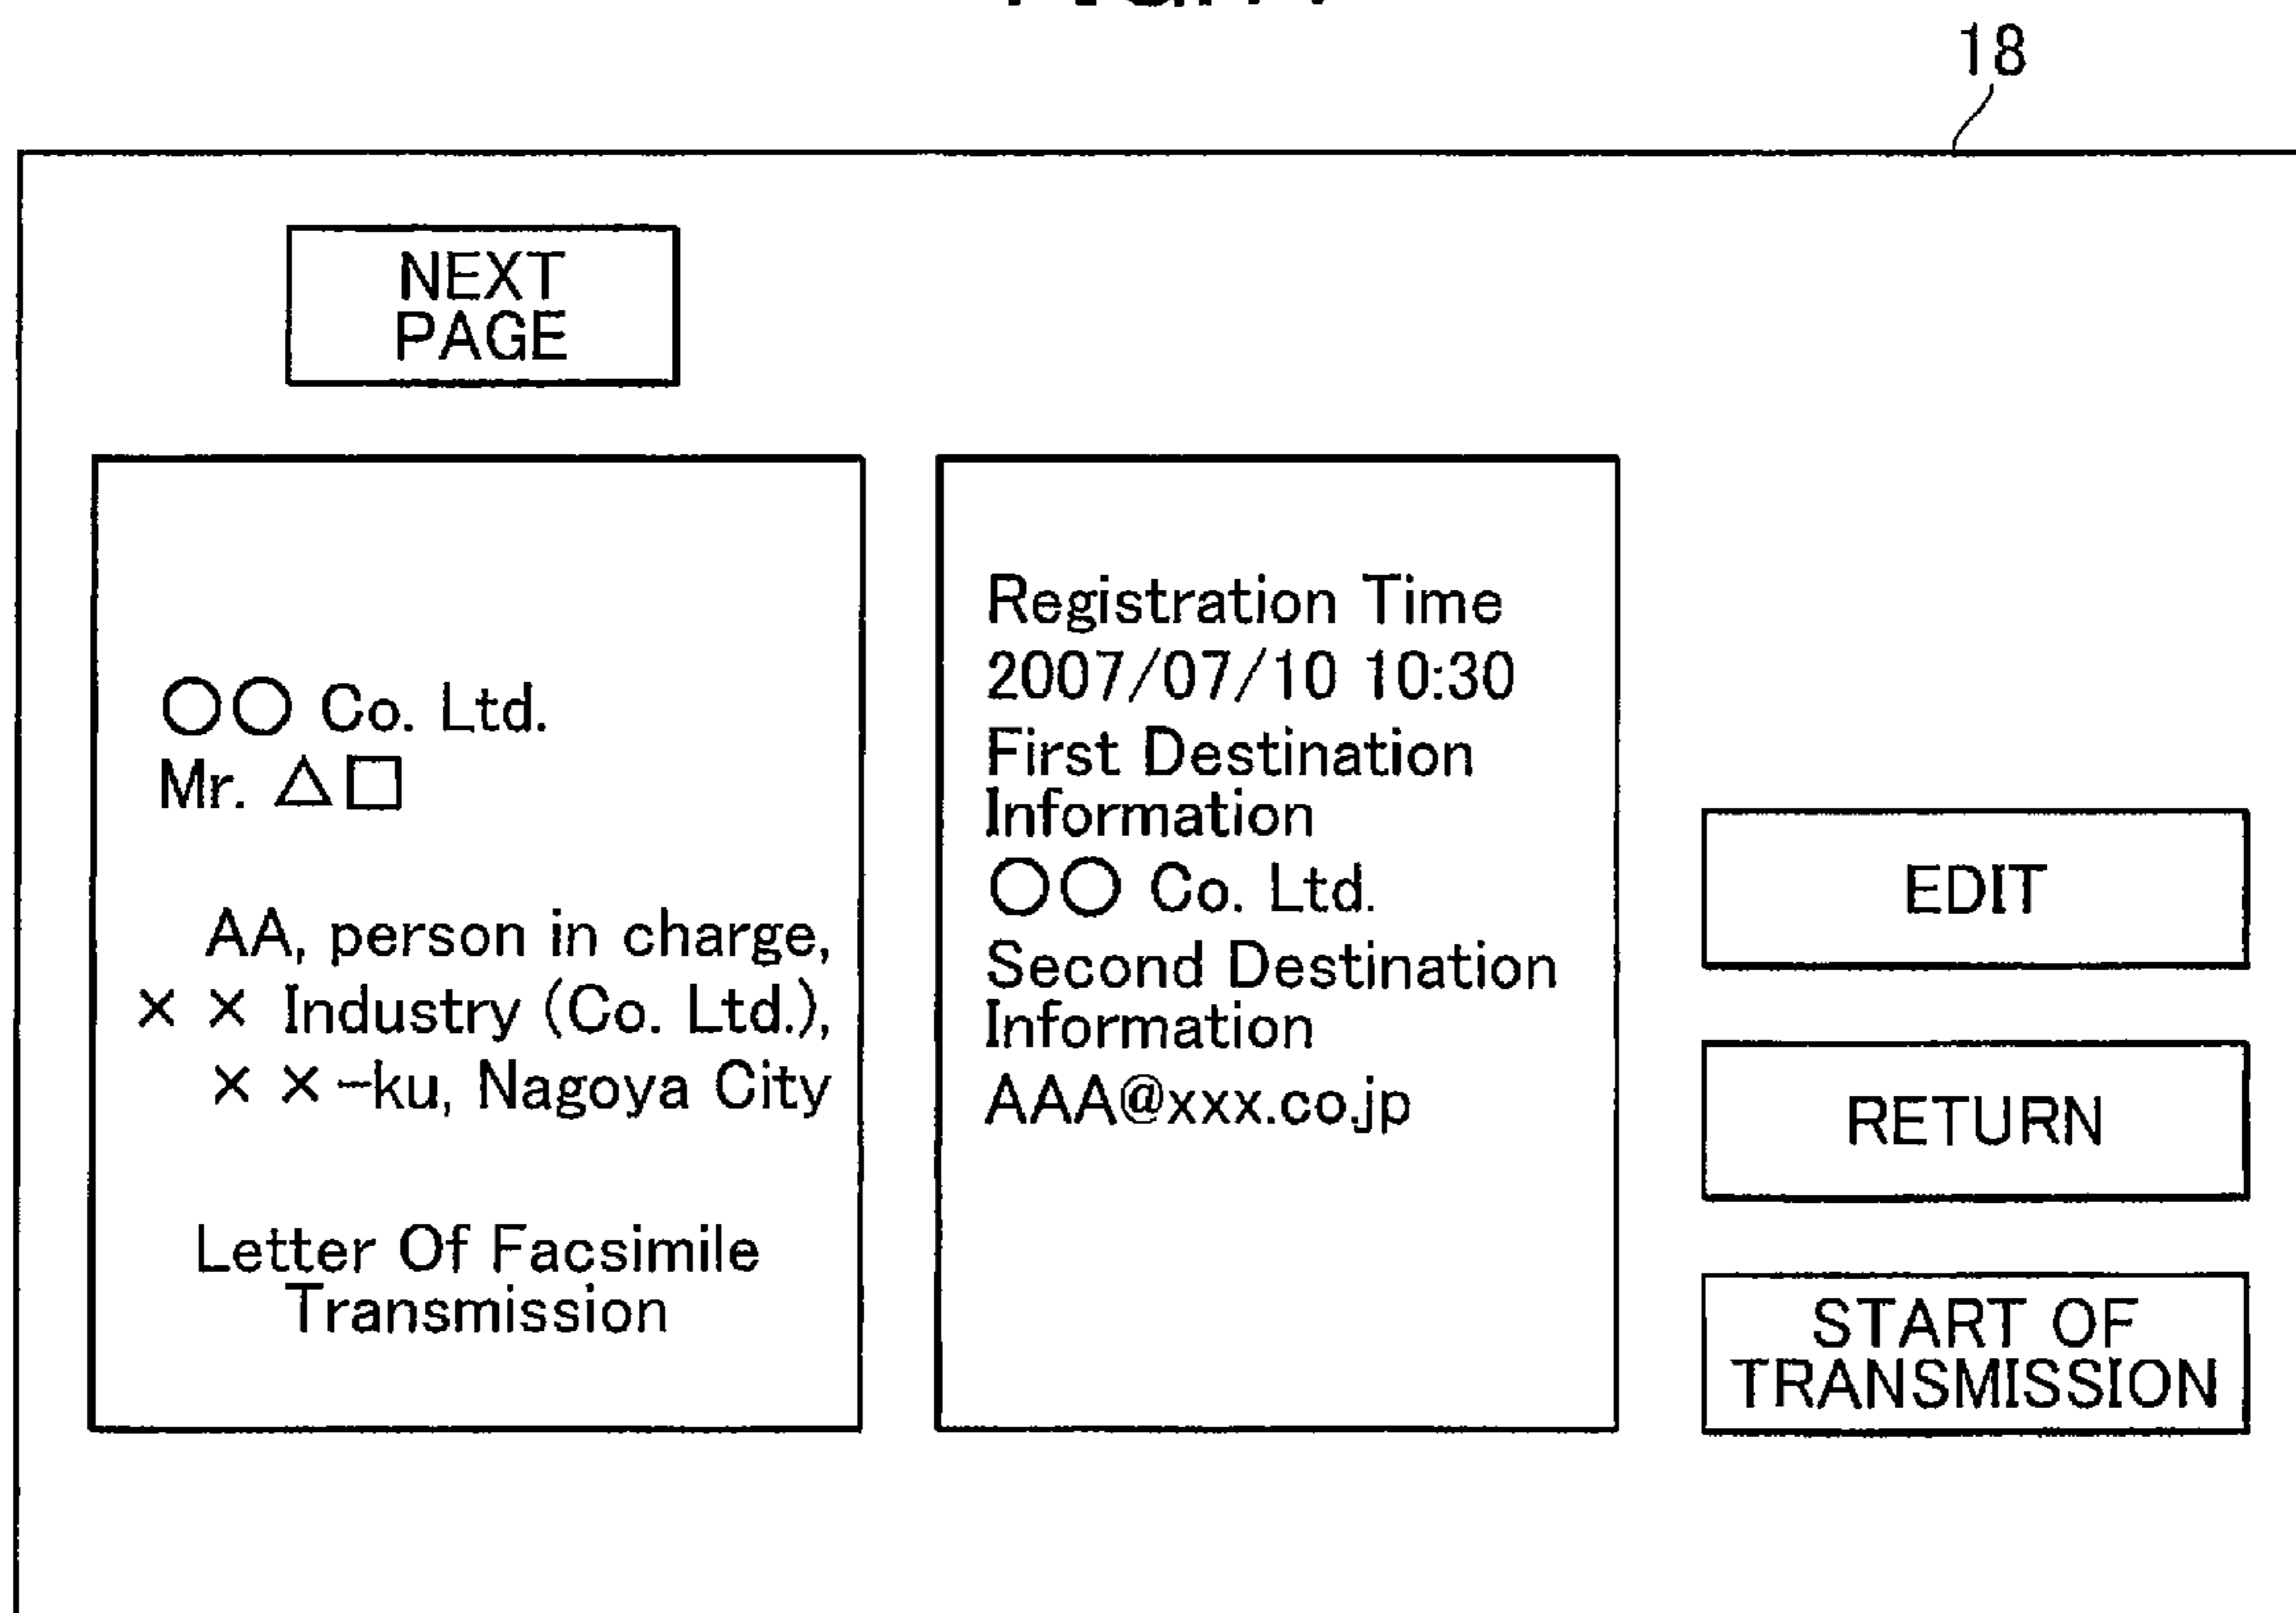 18
NEXT
PAGE
○○ Co. Ltd.
Mr. △□
AA, person in charge,
× × Industry (Co. Ltd.),
× ×-ku, Nagoya City
Letter Of Facsimile
Transmission
Registration Time
2007/07/10 10:30
First Destination
Information
○○ Co. Ltd.
Second Destination
Information
AAA@xxx.co.jp
EDIT
RETURN
START OF
TRANSMISSION